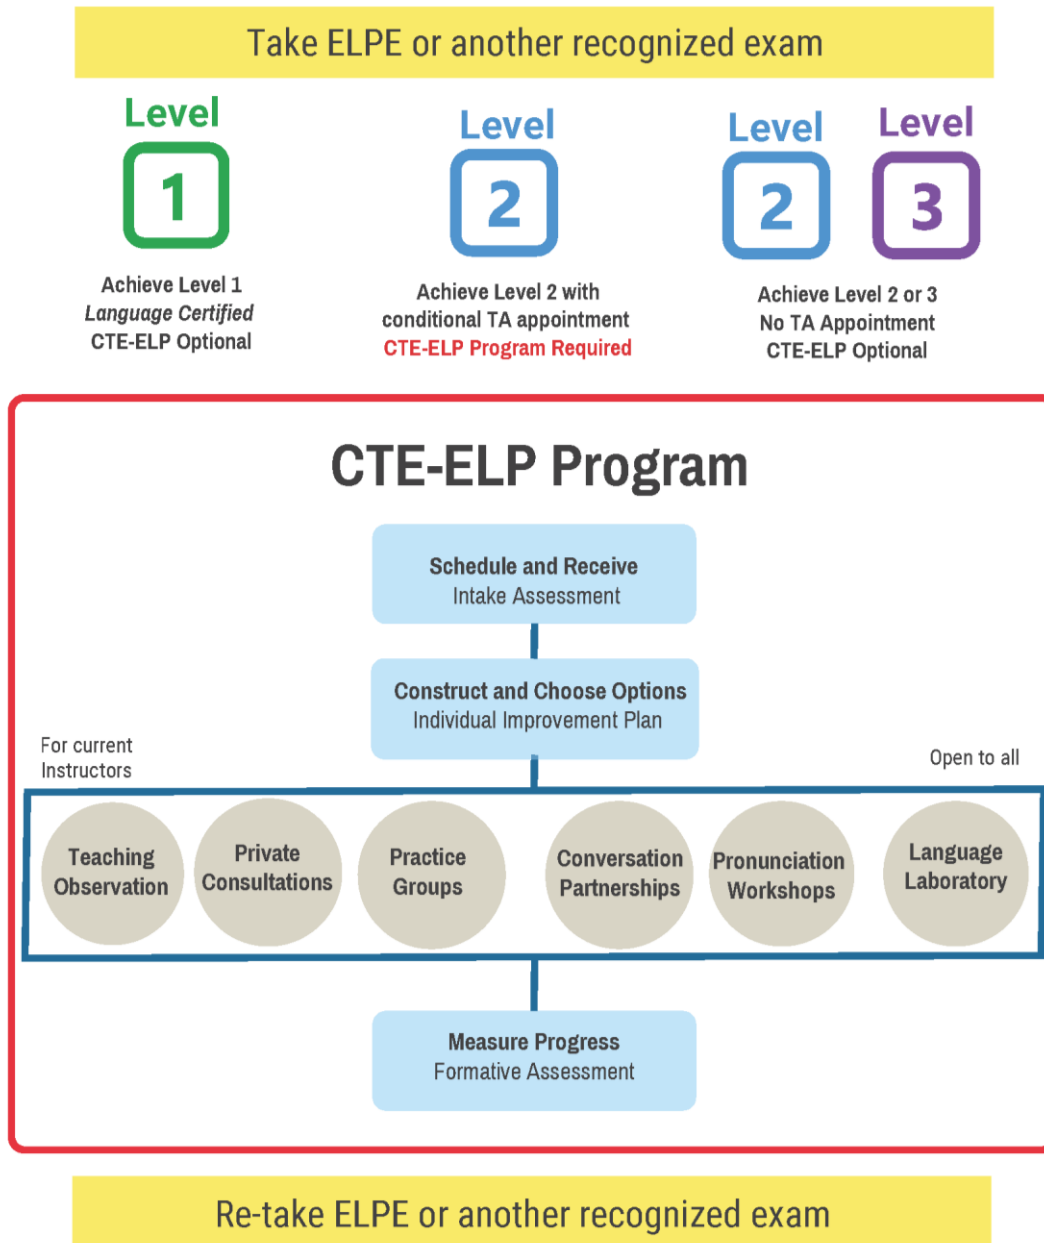 Take ELPE or another recognized exam
Level
1
Achieve Level 1
Language Certified
CTE-ELP Optional
Level
2
Achieve Level 2 with
conditional TA appointment
CTE-ELP Program Required
Level
2
Level
3
Achieve Level 2 or 3
No TA Appointment
CTE-ELP Optional
CTE-ELP Program
Schedule and Receive
Intake Assessment
Construct and Choose Options
Individual Improvement Plan
For current
Instructors
Open to all
Teaching
Observation
Private
Consultations
Practice
Groups
Conversation
Partnerships
Pronunciation
Workshops
Language
Laboratory
Measure Progress
Formative Assessment
Re-take ELPE or another recognized exam